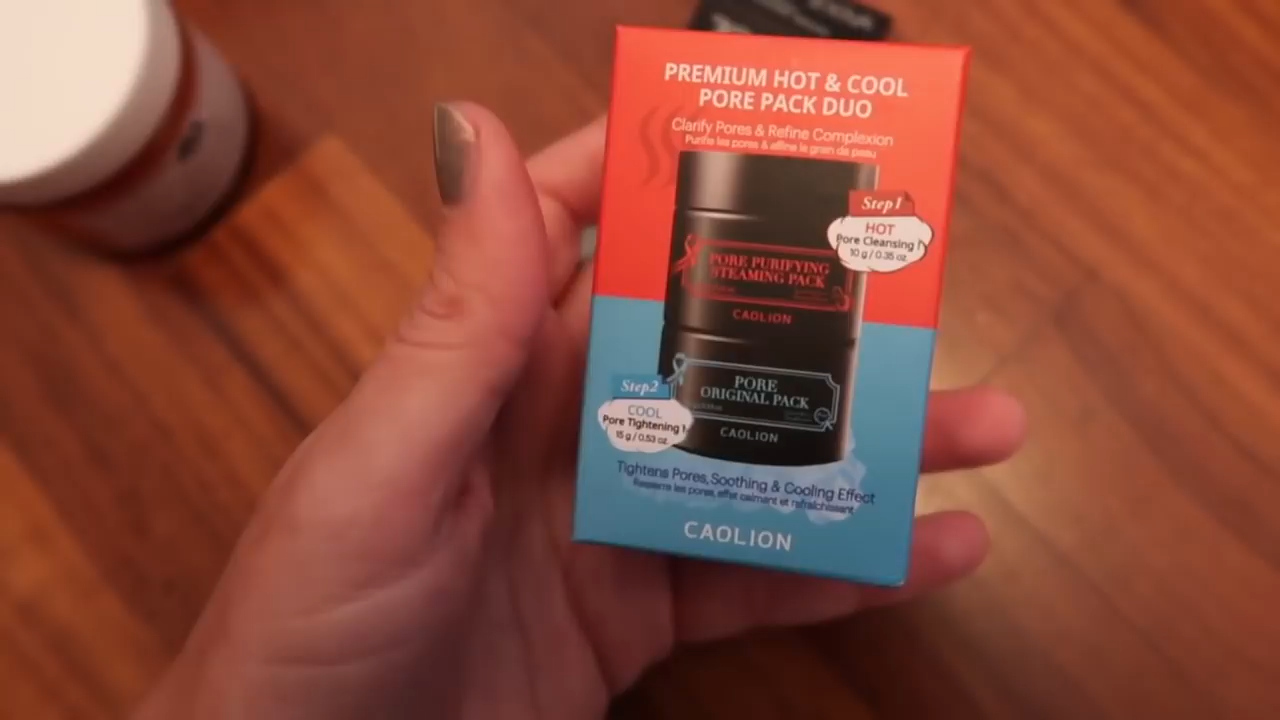 PREMIUM HOT & COOL
PORE PACK DUO
Clarify Pores & Refine Complexion
Purifie les pores & affine le grain de peau
Step1
HOT
Pore Cleansing!
10 g / 0.35 oz.
PORE PURIFYING
STEAMING PACK
CAOLION
Step2
COOL
Pore Tightening!
15 g / 0.53 oz.
PORE
ORIGINAL PACK
CAOLION
Tightens Pores, Soothing & Cooling Effect
Resserre les pores, effet calmant et rafraîchissant
CAOLION